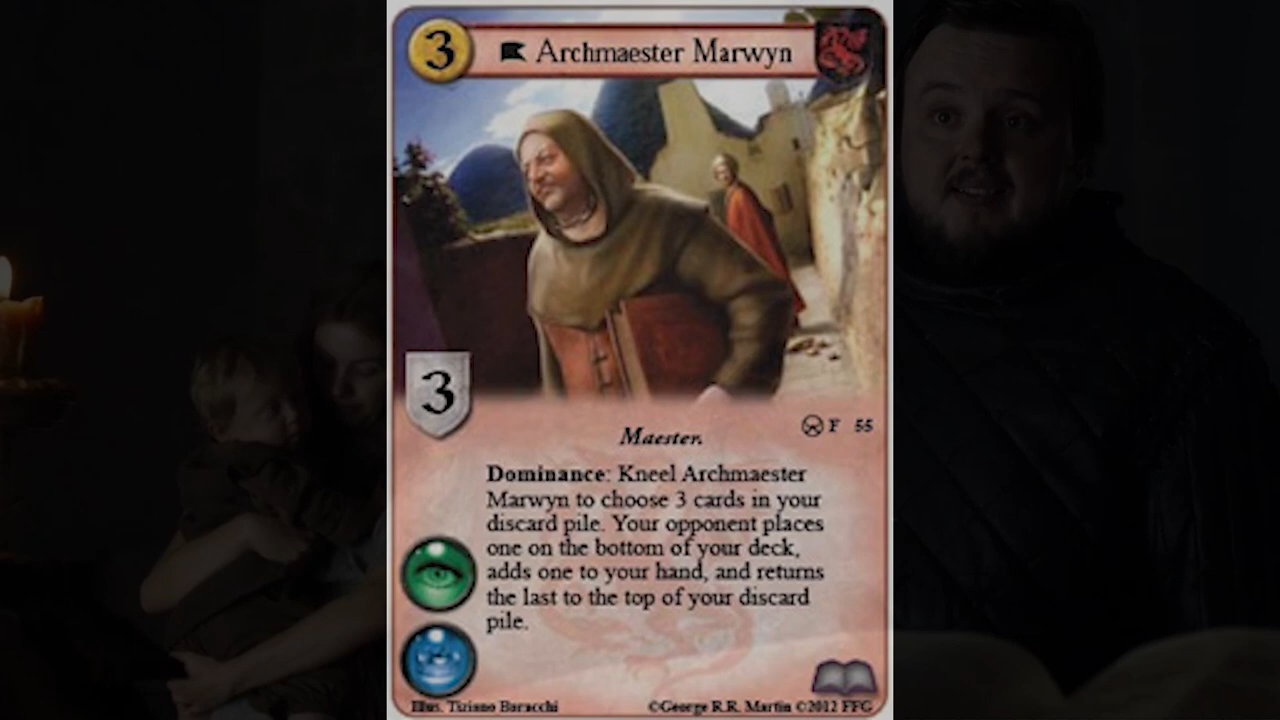 3
Archmaester Marwyn
3
Maester.
F 55
Dominance: Kneel Archmaester
Marwyn to choose 3 cards in your
discard pile. Your opponent places
one on the bottom of your deck,
adds one to your hand, and returns
the last to the top of your discard
pile.
Illus. Tiziano Baracchi
©George R.R. Martin ©2012 FFG